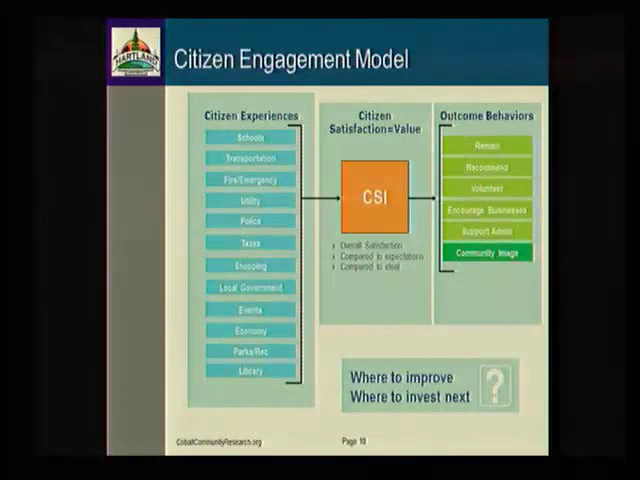 HARTLAND
Citizen Engagement Model
Citizen Experiences
Schools
Transportation
Fire/Emergency
Utility
Police
Taxes
Shopping
Local Government
Events
Economy
Parks/Rec
Library
Citizen
Satisfaction=Value
CSI
Overall Satisfaction
Compared to expectations
Compared to ideal
Outcome Behaviors
Remain
Recommend
Volunteer
Encourage Businesses
Support Admin
Community Image
Where to improve
Where to invest next
?
CobaltCommunityResearch.org
Page 10